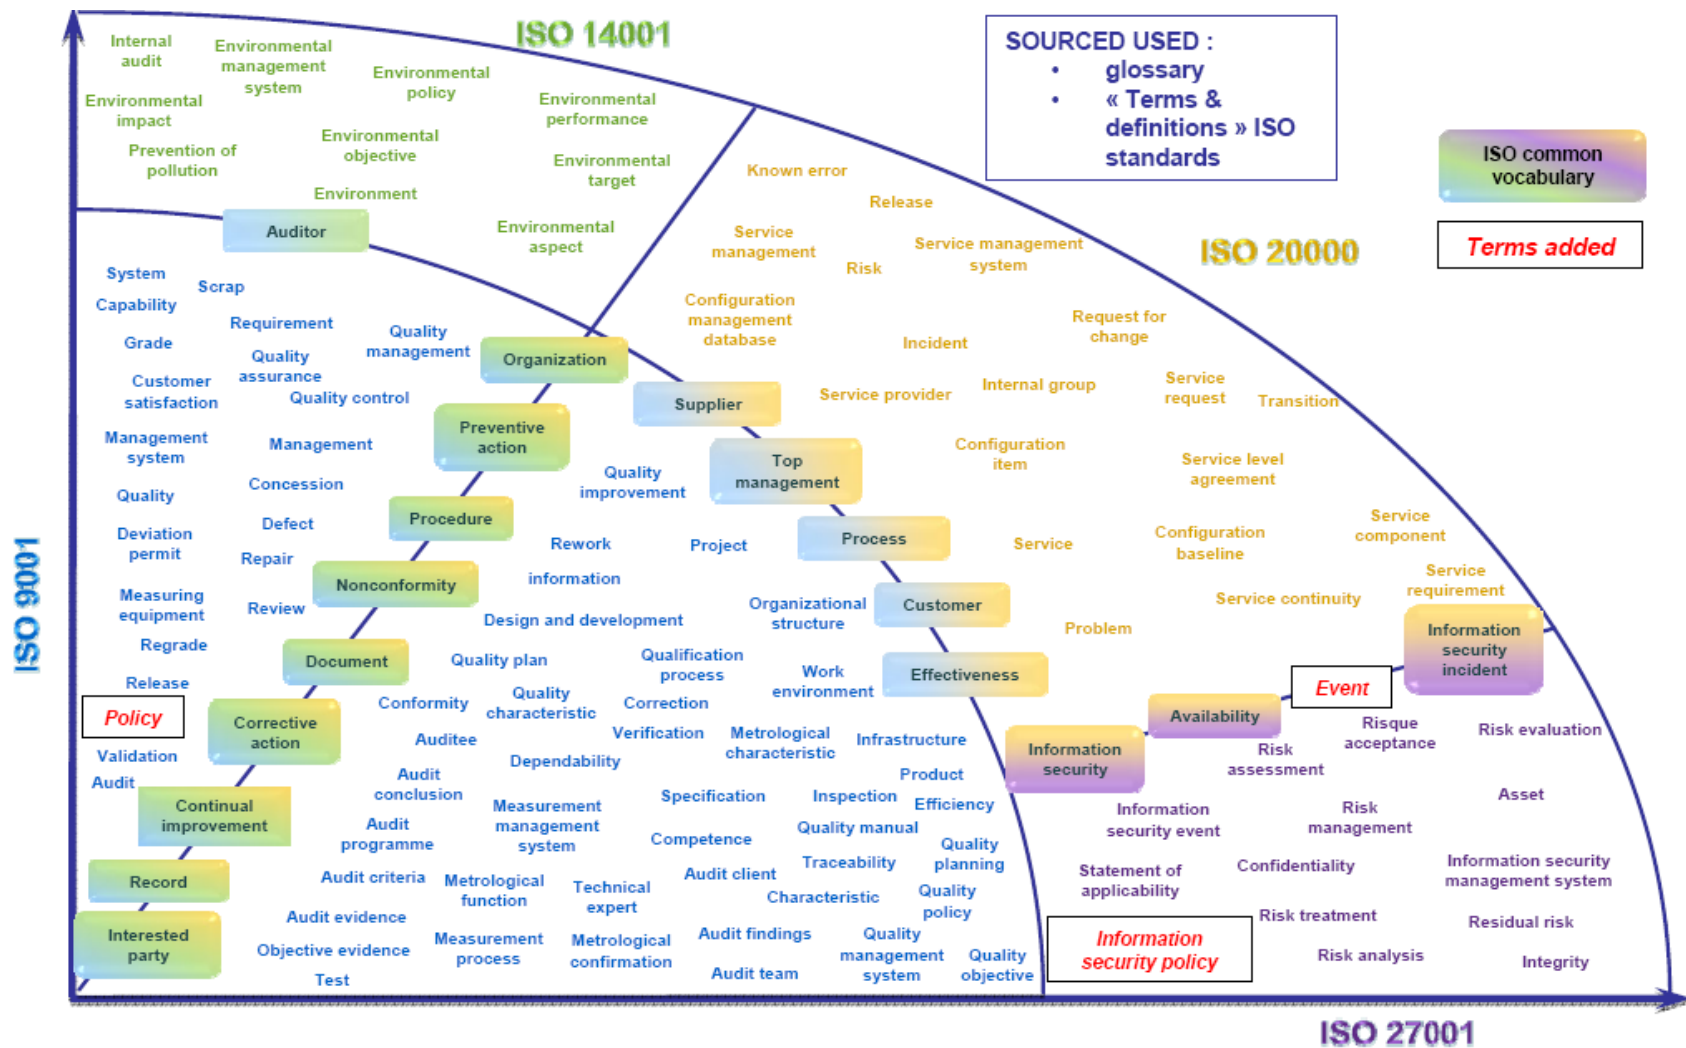 ISO 14001
Internal
audit
Environmental
management
system
Environmental
policy
Environmental
impact
Environmental
performance
Environmental
objective
Prevention of
pollution
Environmental
target
Environment
Environmental
aspect
SOURCED USED :
• glossary
• « Terms &
definitions » ISO
standards
ISO common
vocabulary
Terms added
ISO 20000
Known error
Release
Service
management
Service management
system
Risk
Configuration
management
database
Request for
change
Incident
Service provider
Internal group
Service
request
Transition
Configuration
item
Service level
agreement
Service
component
Service
Configuration
baseline
Service
requirement
Service continuity
Problem
Auditor
Organization
Supplier
Preventive
action
Top
management
Procedure
Process
Nonconformity
Customer
Document
Effectiveness
Corrective
action
Continual
improvement
Record
Interested
party
ISO 9001
System
Scrap
Capability
Requirement
Quality
management
Grade
Quality
assurance
Customer
satisfaction
Quality control
Management
system
Management
Quality
improvement
Concession
Quality
Defect
Deviation
permit
Repair
Rework
Project
information
Measuring
equipment
Review
Organizational
structure
Design and development
Regrade
Quality plan
Qualification
process
Work
environment
Release
Policy
Conformity
Quality
characteristic
Correction
Validation
Auditee
Verification
Metrological
characteristic
Infrastructure
Dependability
Audit
Audit
conclusion
Product
Measurement
management
system
Specification
Inspection
Efficiency
Audit
programme
Competence
Quality manual
Quality
planning
Traceability
Audit criteria
Metrological
function
Technical
expert
Audit client
Characteristic
Quality
policy
Audit evidence
Objective evidence
Measurement
process
Metrological
confirmation
Audit findings
Quality
management
system
Quality
objective
Test
Audit team
Information
security
incident
Event
Availability
Information
security
Risque
acceptance
Risk evaluation
Risk
assessment
Asset
Information
security event
Risk
management
Statement of
applicability
Confidentiality
Information security
management system
Risk treatment
Residual risk
Information
security policy
Risk analysis
Integrity
ISO 27001